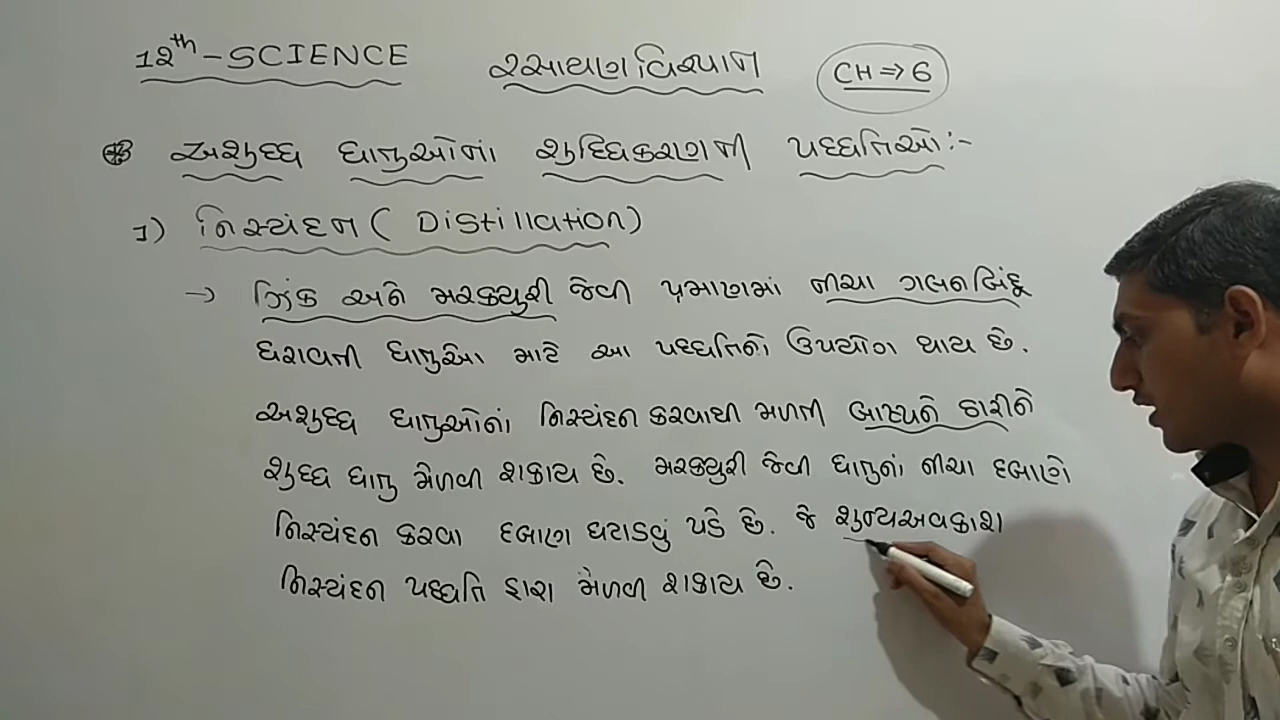 12th - SCIENCE રસાયણ વિજ્ઞાન CH ⇒ 6
અશુદ્ધ ધાતુઓનાં શુદ્ધિકરણની પદ્ધતિઓ :-
1) નિસ્યંદન ( Distillation )
→ ઝિંક અને મરક્યુરી જેવી પ્રમાણમાં નીચા ગલનબિંદુ
ધરાવતી ધાતુઓ માટે આ પદ્ધતિનો ઉપયોગ થાય છે.
અશુદ્ધ ધાતુઓનાં નિસ્યંદન કરવાથી મળતી બાષ્પને ઠારીને
શુદ્ધ ધાતુ મેળવી શકાય છે. મરક્યુરી જેવી ધાતુનાં નીચા દબાણે
નિસ્યંદન કરવા દબાણ ઘટાડવું પડે છે. જે શૂન્યઅવકાશ
નિસ્યંદન પદ્ધતિ દ્વારા મેળવી શકાય છે.